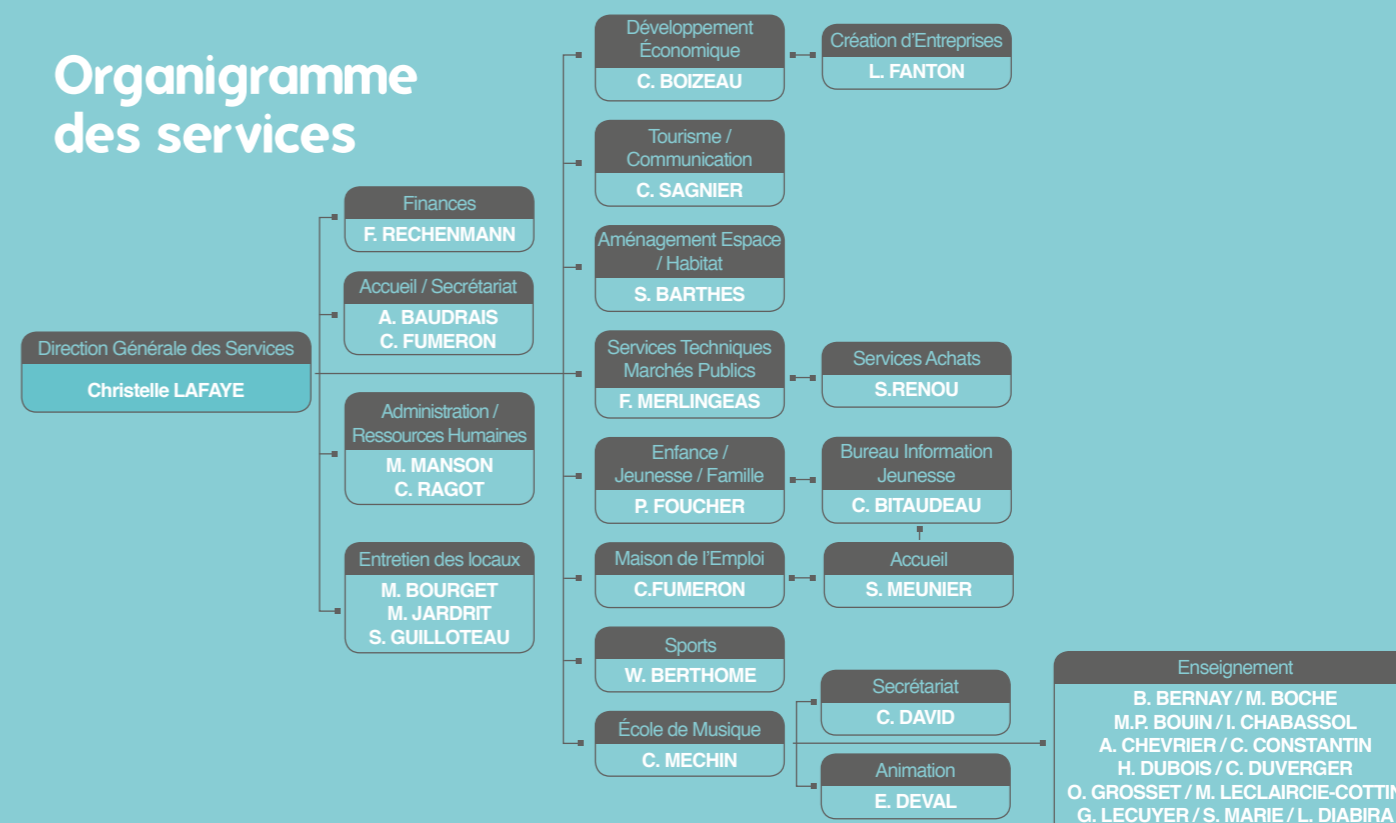 Organigramme
des services
Direction Générale des Services
Christelle LAFAYE
Finances
F. RECHENMANN
Accueil / Secrétariat
A. BAUDRAIS
C. FUMERON
Administration /
Ressources Humaines
M. MANSON
C. RAGOT
Entretien des locaux
M. BOURGET
M. JARDRIT
S. GUILLOTEAU
Développement
Économique
C. BOIZEAU
Création d'Entreprises
L. FANTON
Tourisme /
Communication
C. SAGNIER
Aménagement Espace
/ Habitat
S. BARTHES
Services Techniques
Marchés Publics
F. MERLINGEAS
Services Achats
S.RENOU
Enfance /
Jeunesse / Famille
P. FOUCHER
Bureau Information
Jeunesse
C. BITAUDEAU
Maison de l'Emploi
C.FUMERON
Accueil
S. MEUNIER
Sports
W. BERTHOME
École de Musique
C. MECHIN
Secrétariat
C. DAVID
Animation
E. DEVAL
Enseignement
B. BERNAY / M. BOCHE
M.P. BOUIN / I. CHABASSOL
A. CHEVRIER / C. CONSTANTIN
H. DUBOIS / C. DUVERGER
O. GROSSET / M.
G. LECUYER / S. MARIE / L. DIABIRA